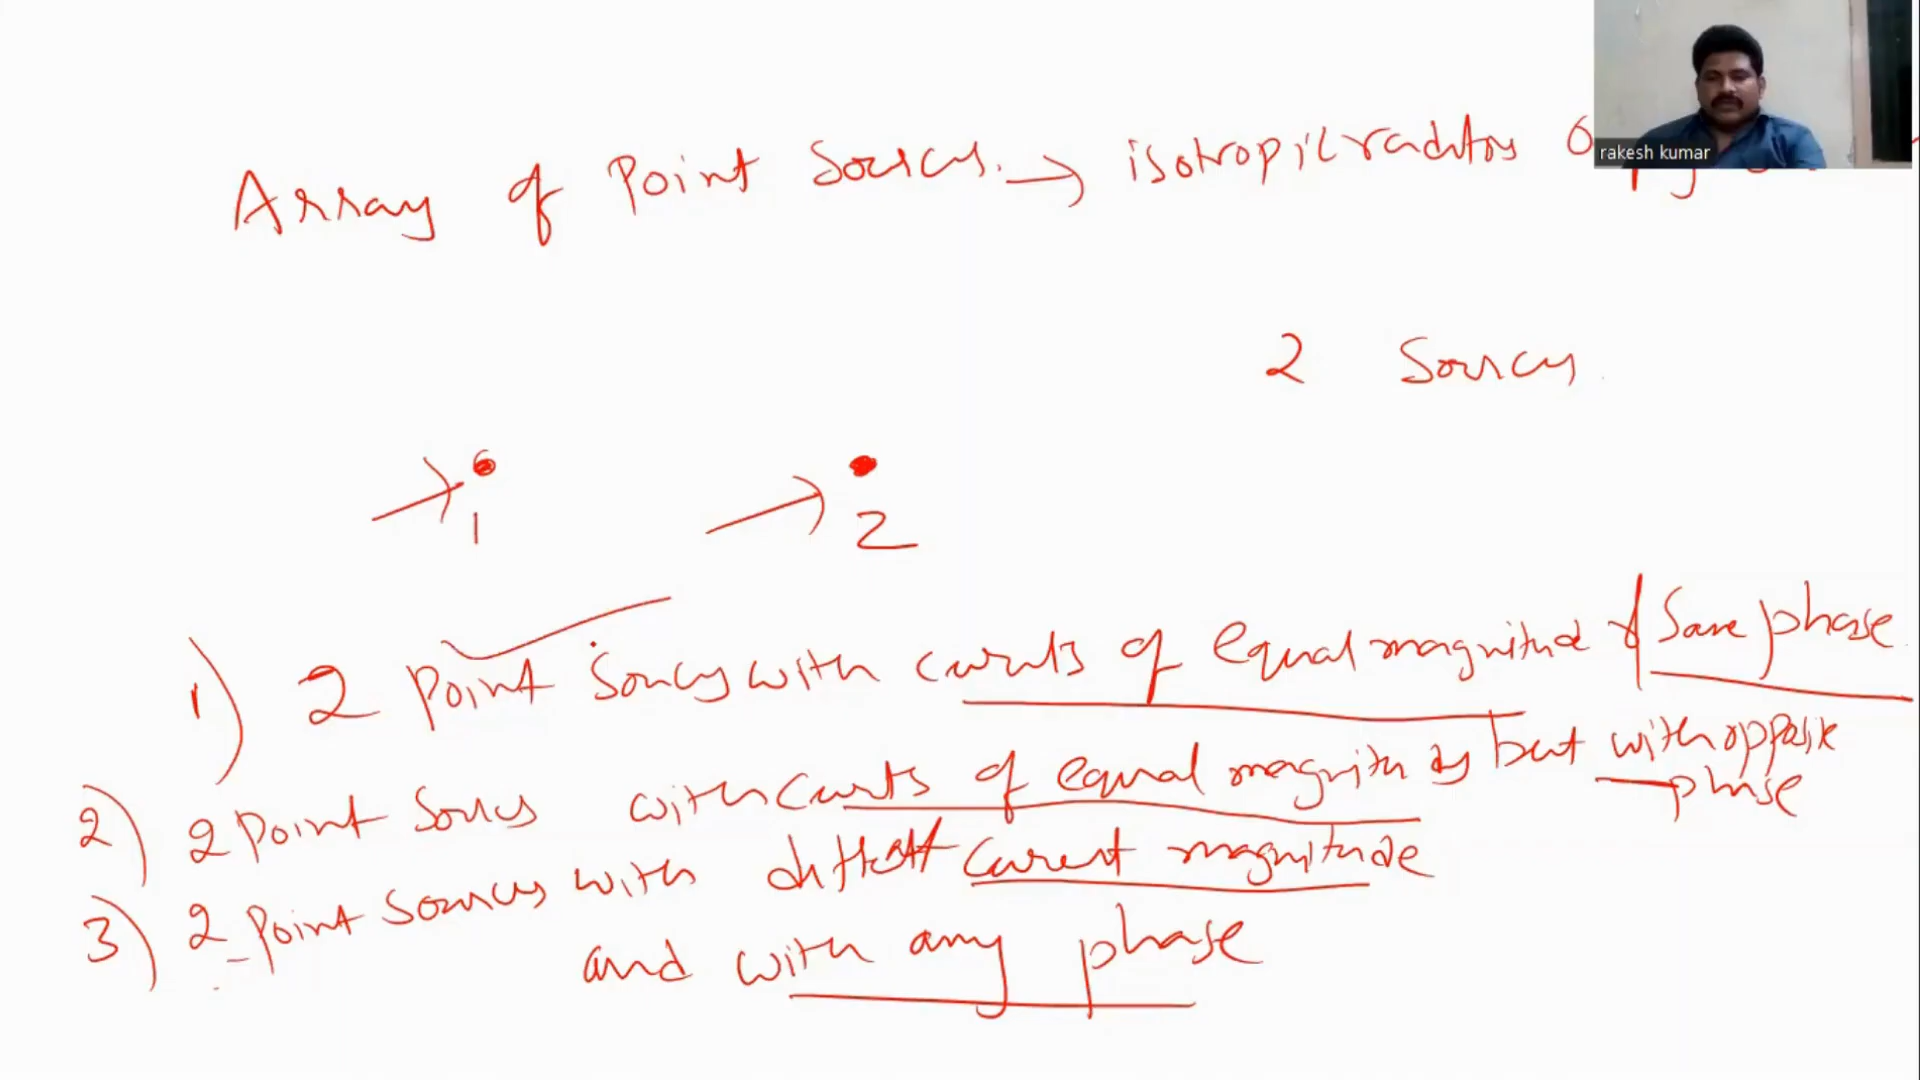 Array of Point Sources. → isotropic radiators
rakesh kumar
2 Sources
1
2
1) 2 Point Sources with currents of equal magnitude & Same phase
2) 2 Point Sources with currents of equal magnitudes but with opposite
phase
3) 2 Point Sources with different current magnitude
and with any phase